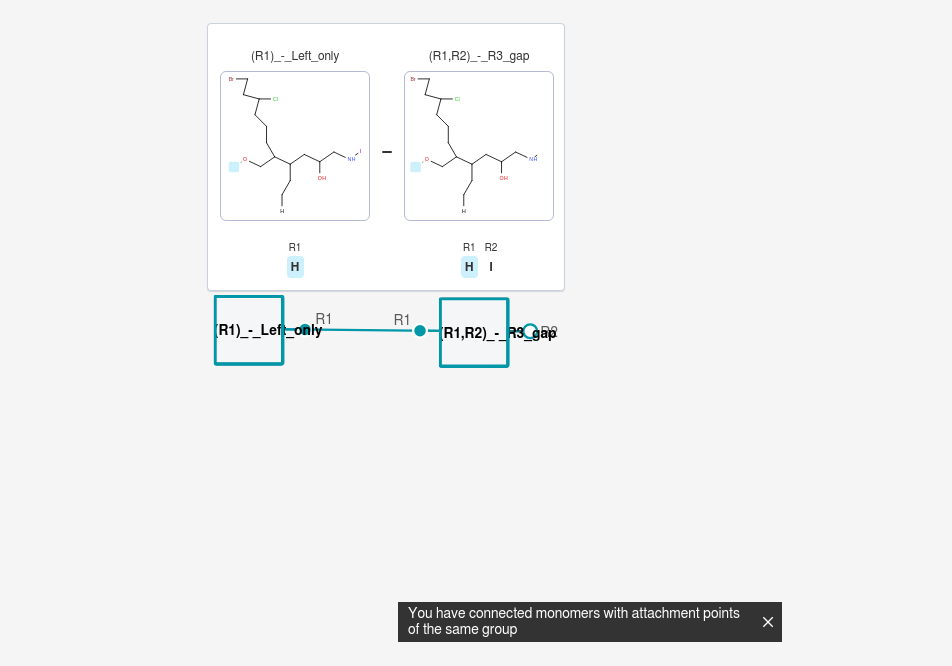 (R1)_-_Left_only (R1,R2)_-_R3_gap
Br Br
Cl Cl
O NH I O NH
OH OH
H H
–
R1 R1 R2
H H I
(R1)_-_Left_only R1 R1 (R1,R2)_-_R3_gap R2
You have connected monomers with attachment points
of the same group